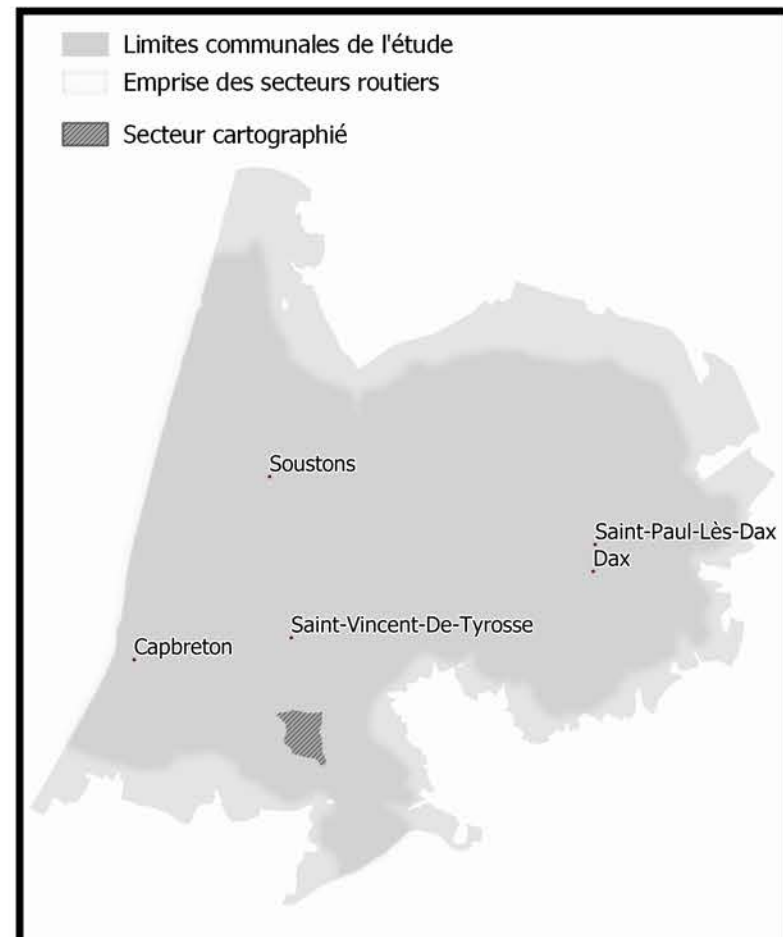 Limites communales de l'étude
Emprise des secteurs routiers
Secteur cartographié
Soustons
Saint-Paul-Lès-Dax
Dax
Saint-Vincent-De-Tyrosse
Capbreton